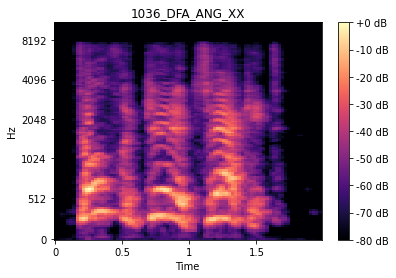 1036_DFA_ANG_XX
8192
4096
2048
1024
512
0
Hz
0
0.5
1
1.5
Time
+0 dB
-10 dB
-20 dB
-30 dB
-40 dB
-50 dB
-60 dB
-70 dB
-80 dB